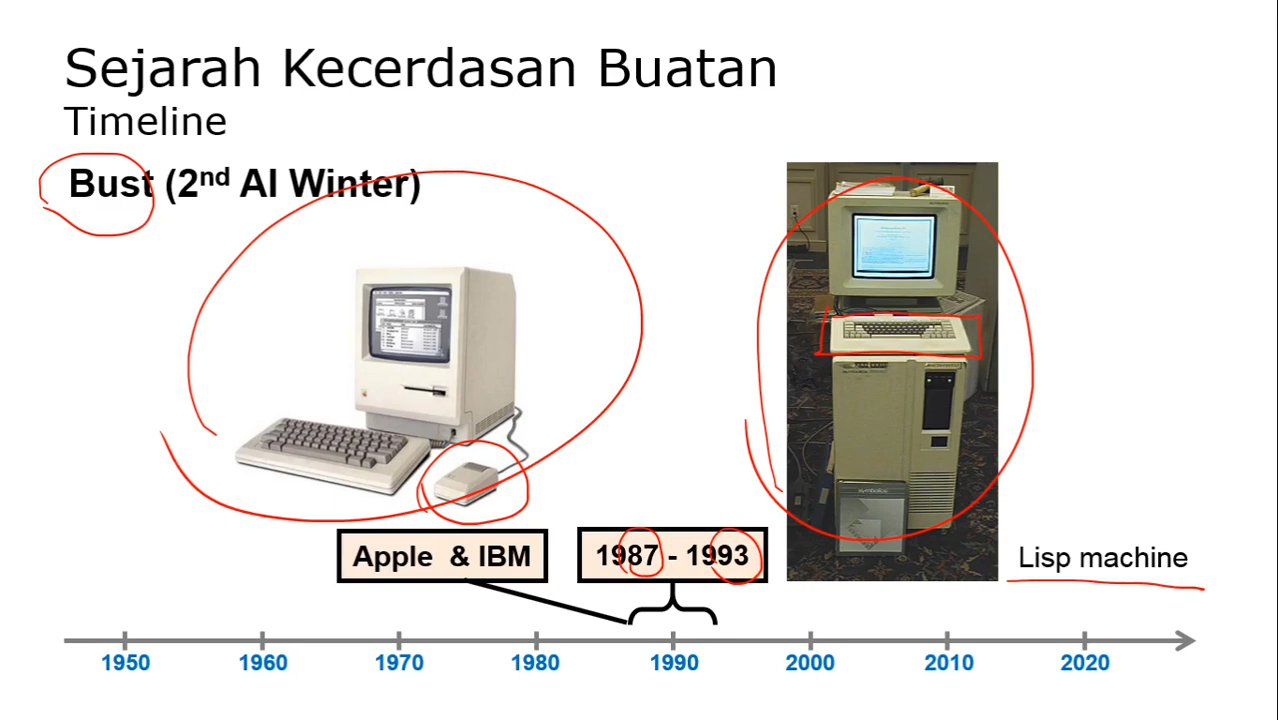 Sejarah Kecerdasan Buatan
Timeline
Bust (2nd AI Winter)
symbolics
Apple & IBM
1987 - 1993
Lisp machine
1950 1960 1970 1980 1990 2000 2010 2020